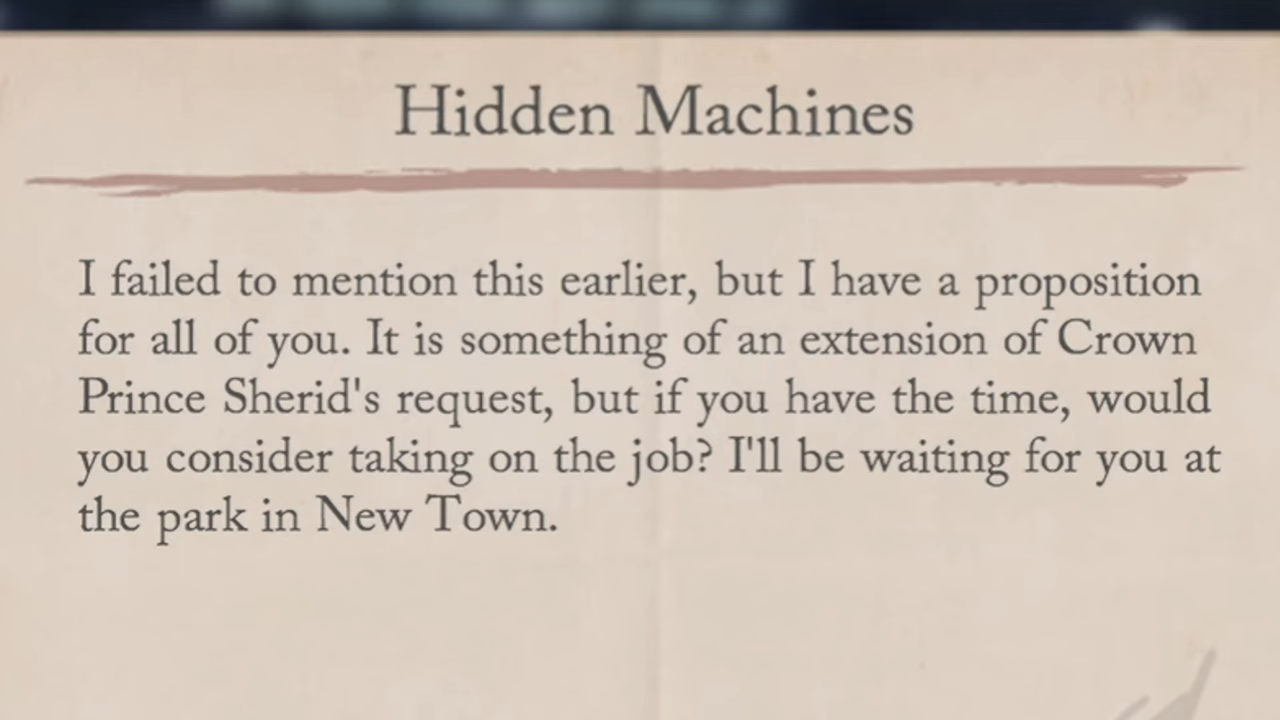 Hidden Machines
I failed to mention this earlier, but I have a proposition
for all of you. It is something of an extension of Crown
Prince Sherid's request, but if you have the time, would
you consider taking on the job? I'll be waiting for you at
the park in New Town.